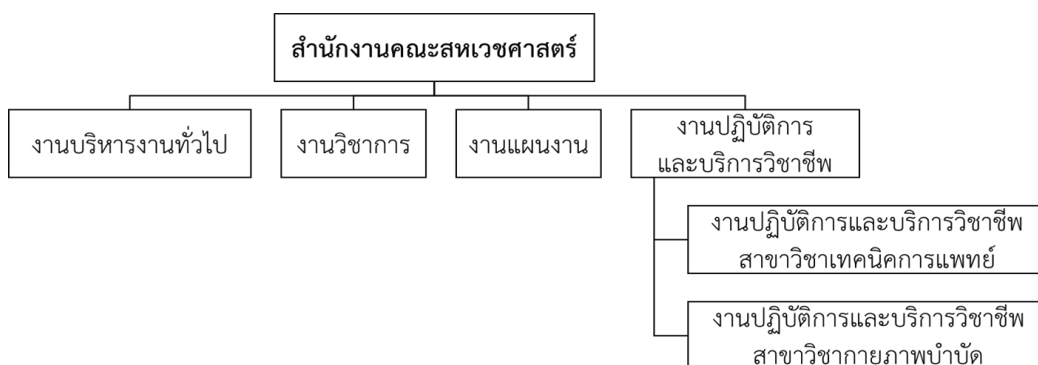 สำนักงานคณะสหเวชศาสตร์
งานบริหารงานทั่วไป
งานวิชาการ
งานแผนงาน
งานปฏิบัติการ
และบริการวิชาชีพ
งานปฏิบัติการและบริการวิชาชีพ
สาขาวิชาเทคนิคการแพทย์
งานปฏิบัติการและบริการวิชาชีพ
สาขาวิชากายภาพบำบัด